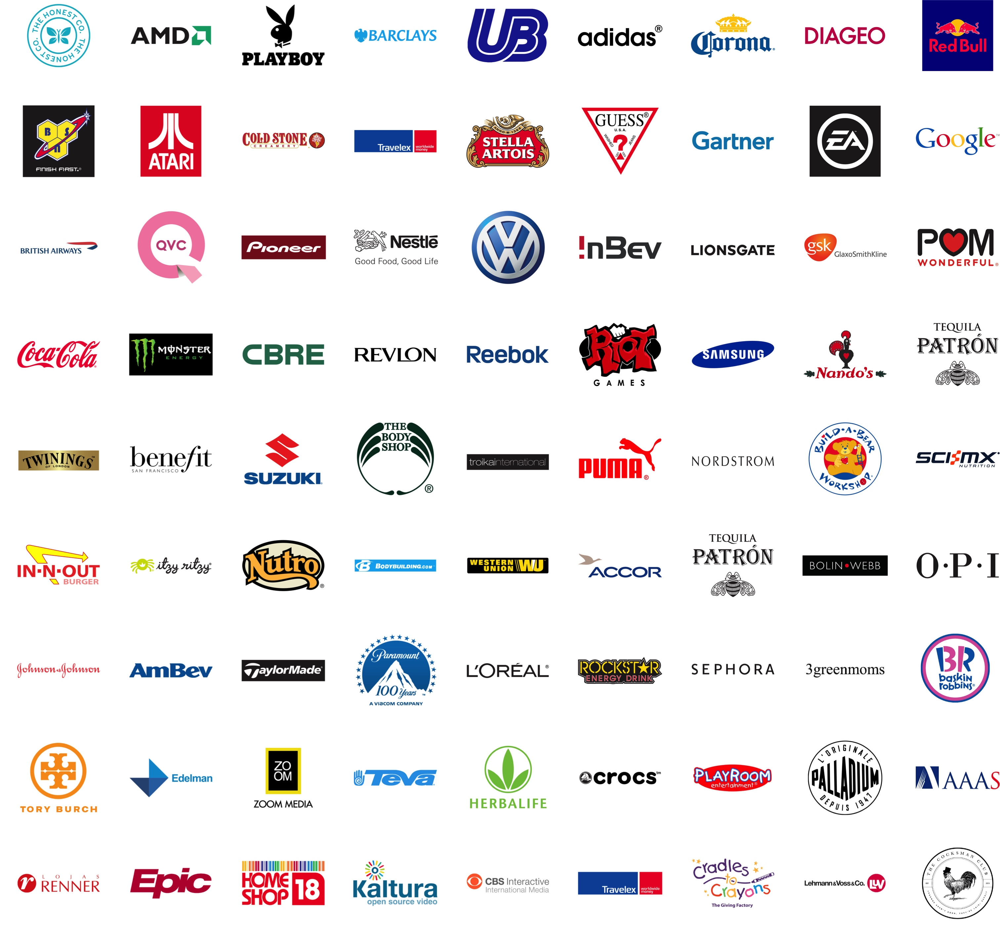 THE HONEST CO. THE HONEST CO.
AMD
PLAYBOY
BARCLAYS
UB
adidas®
Corona®
DIAGEO
Red Bull
B S n
FINISH FIRST.®
ATARI
COLD STONE
CREAMERY
Travelex worldwide money
ANNO 1366
STELLA
ARTOIS
GUESS®
U.S.A.
WASHED ? JEANS
Gartner
EA
Google™
BRITISH AIRWAYS
QVC
Pioneer
Nestlé
Good Food, Good Life
VW
InBev
LIONSGATE
gsk GlaxoSmithKline
POM
WONDERFUL®
Coca-Cola
MONSTER
ENERGY
CBRE
REVLON
Reebok
RIOT
GAMES
SAMSUNG
Nando's
TEQUILA
PATRÓN
TWININGS™
OF LONDON
benefit
SAN FRANCISCO
SUZUKI
THE
BODY
SHOP
®
troikainternational
PUMA®
NORDSTROM
BUILD-A-BEAR
WORKSHOP
SCI-MX
NUTRITION
IN-N-OUT
BURGER
itzy ritzy®
Nutro®
B BODYBUILDING.COM
WESTERN
UNION WU
ACCOR
TEQUILA
PATRÓN
BOLIN•WEBB
O·P·I
Johnson & Johnson
AmBev
TaylorMade®
Paramount
100 Years™
A VIACOM COMPANY
L'ORÉAL®
ROCKSTAR
ENERGY DRINK
SEPHORA
3greenmoms
BR
baskin
robbins®
TORY BURCH
Edelman
ZO
OM
ZOOM MEDIA
Teva
HERBALIFE
crocs™
PLAYROOM
entertainment®
L'ORIGINALE
PALLADIUM
DEPUIS 1947
AAAS
r LOJAS
RENNER
Epic
HOME
SHOP 18
Kaltura
open source video
CBS Interactive
International Media
Travelex worldwide money
Cradles
to
Crayons
The Giving Factory
Lehmann&Voss&Co. LUV
THE COCKSMAN CLUB